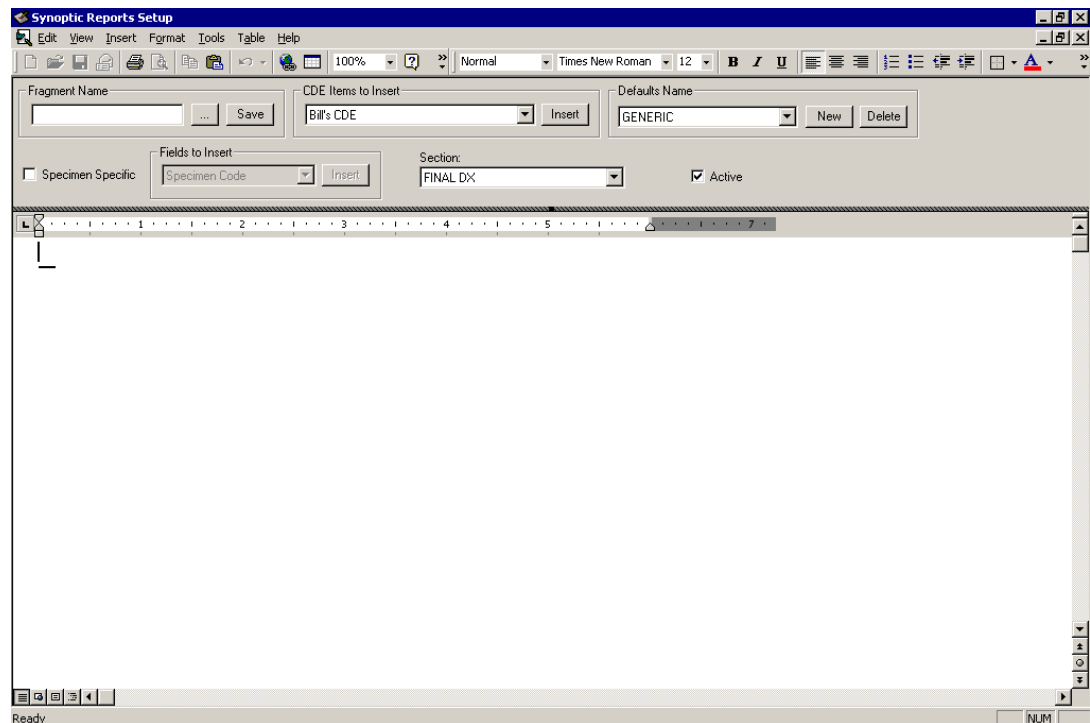 Synoptic Reports Setup
Edit View Insert Format Tools Table Help
100% Normal Times New Roman 12 B I U A
Fragment Name CDE Items to Insert Defaults Name
... Save Bill's CDE Insert GENERIC New Delete
Fields to Insert Section:
Specimen Specific Specimen Code Insert FINAL DX Active
L 1 2 3 4 5 7
Ready NUM